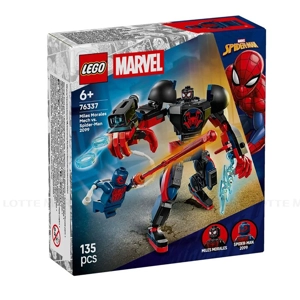 LEGO
MARVEL
SPIDER-MAN
6+
76337
Miles Morales
Mech vs.
Spider-Man
2099
135
pcs
MILES MORALES
SPIDER-MAN
2099